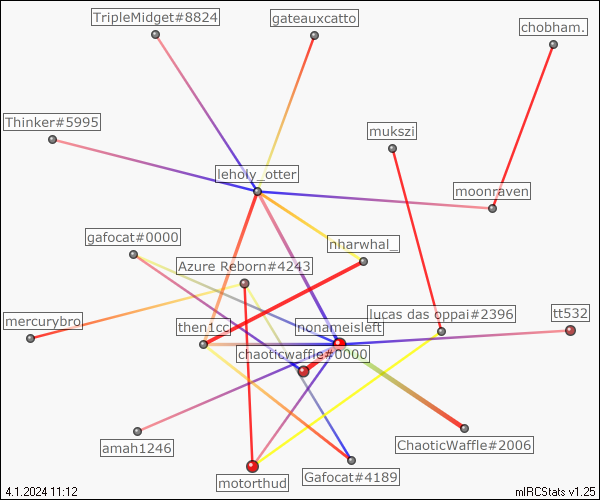 TripleMidget#8824
gateauxcatto
chobham.
Thinker#5995
mukszi
leholy_otter
moonraven
gafocat#0000
nharwhal_
Azure Reborn#4243
mercurybro
then1cc
nonameisleft
lucas das oppai#2396
tt532
chaoticwaffle#0000
amah1246
ChaoticWaffle#2006
motorthud
Gafocat#4189
4.1.2024 11:12
mIRCStats v1.25